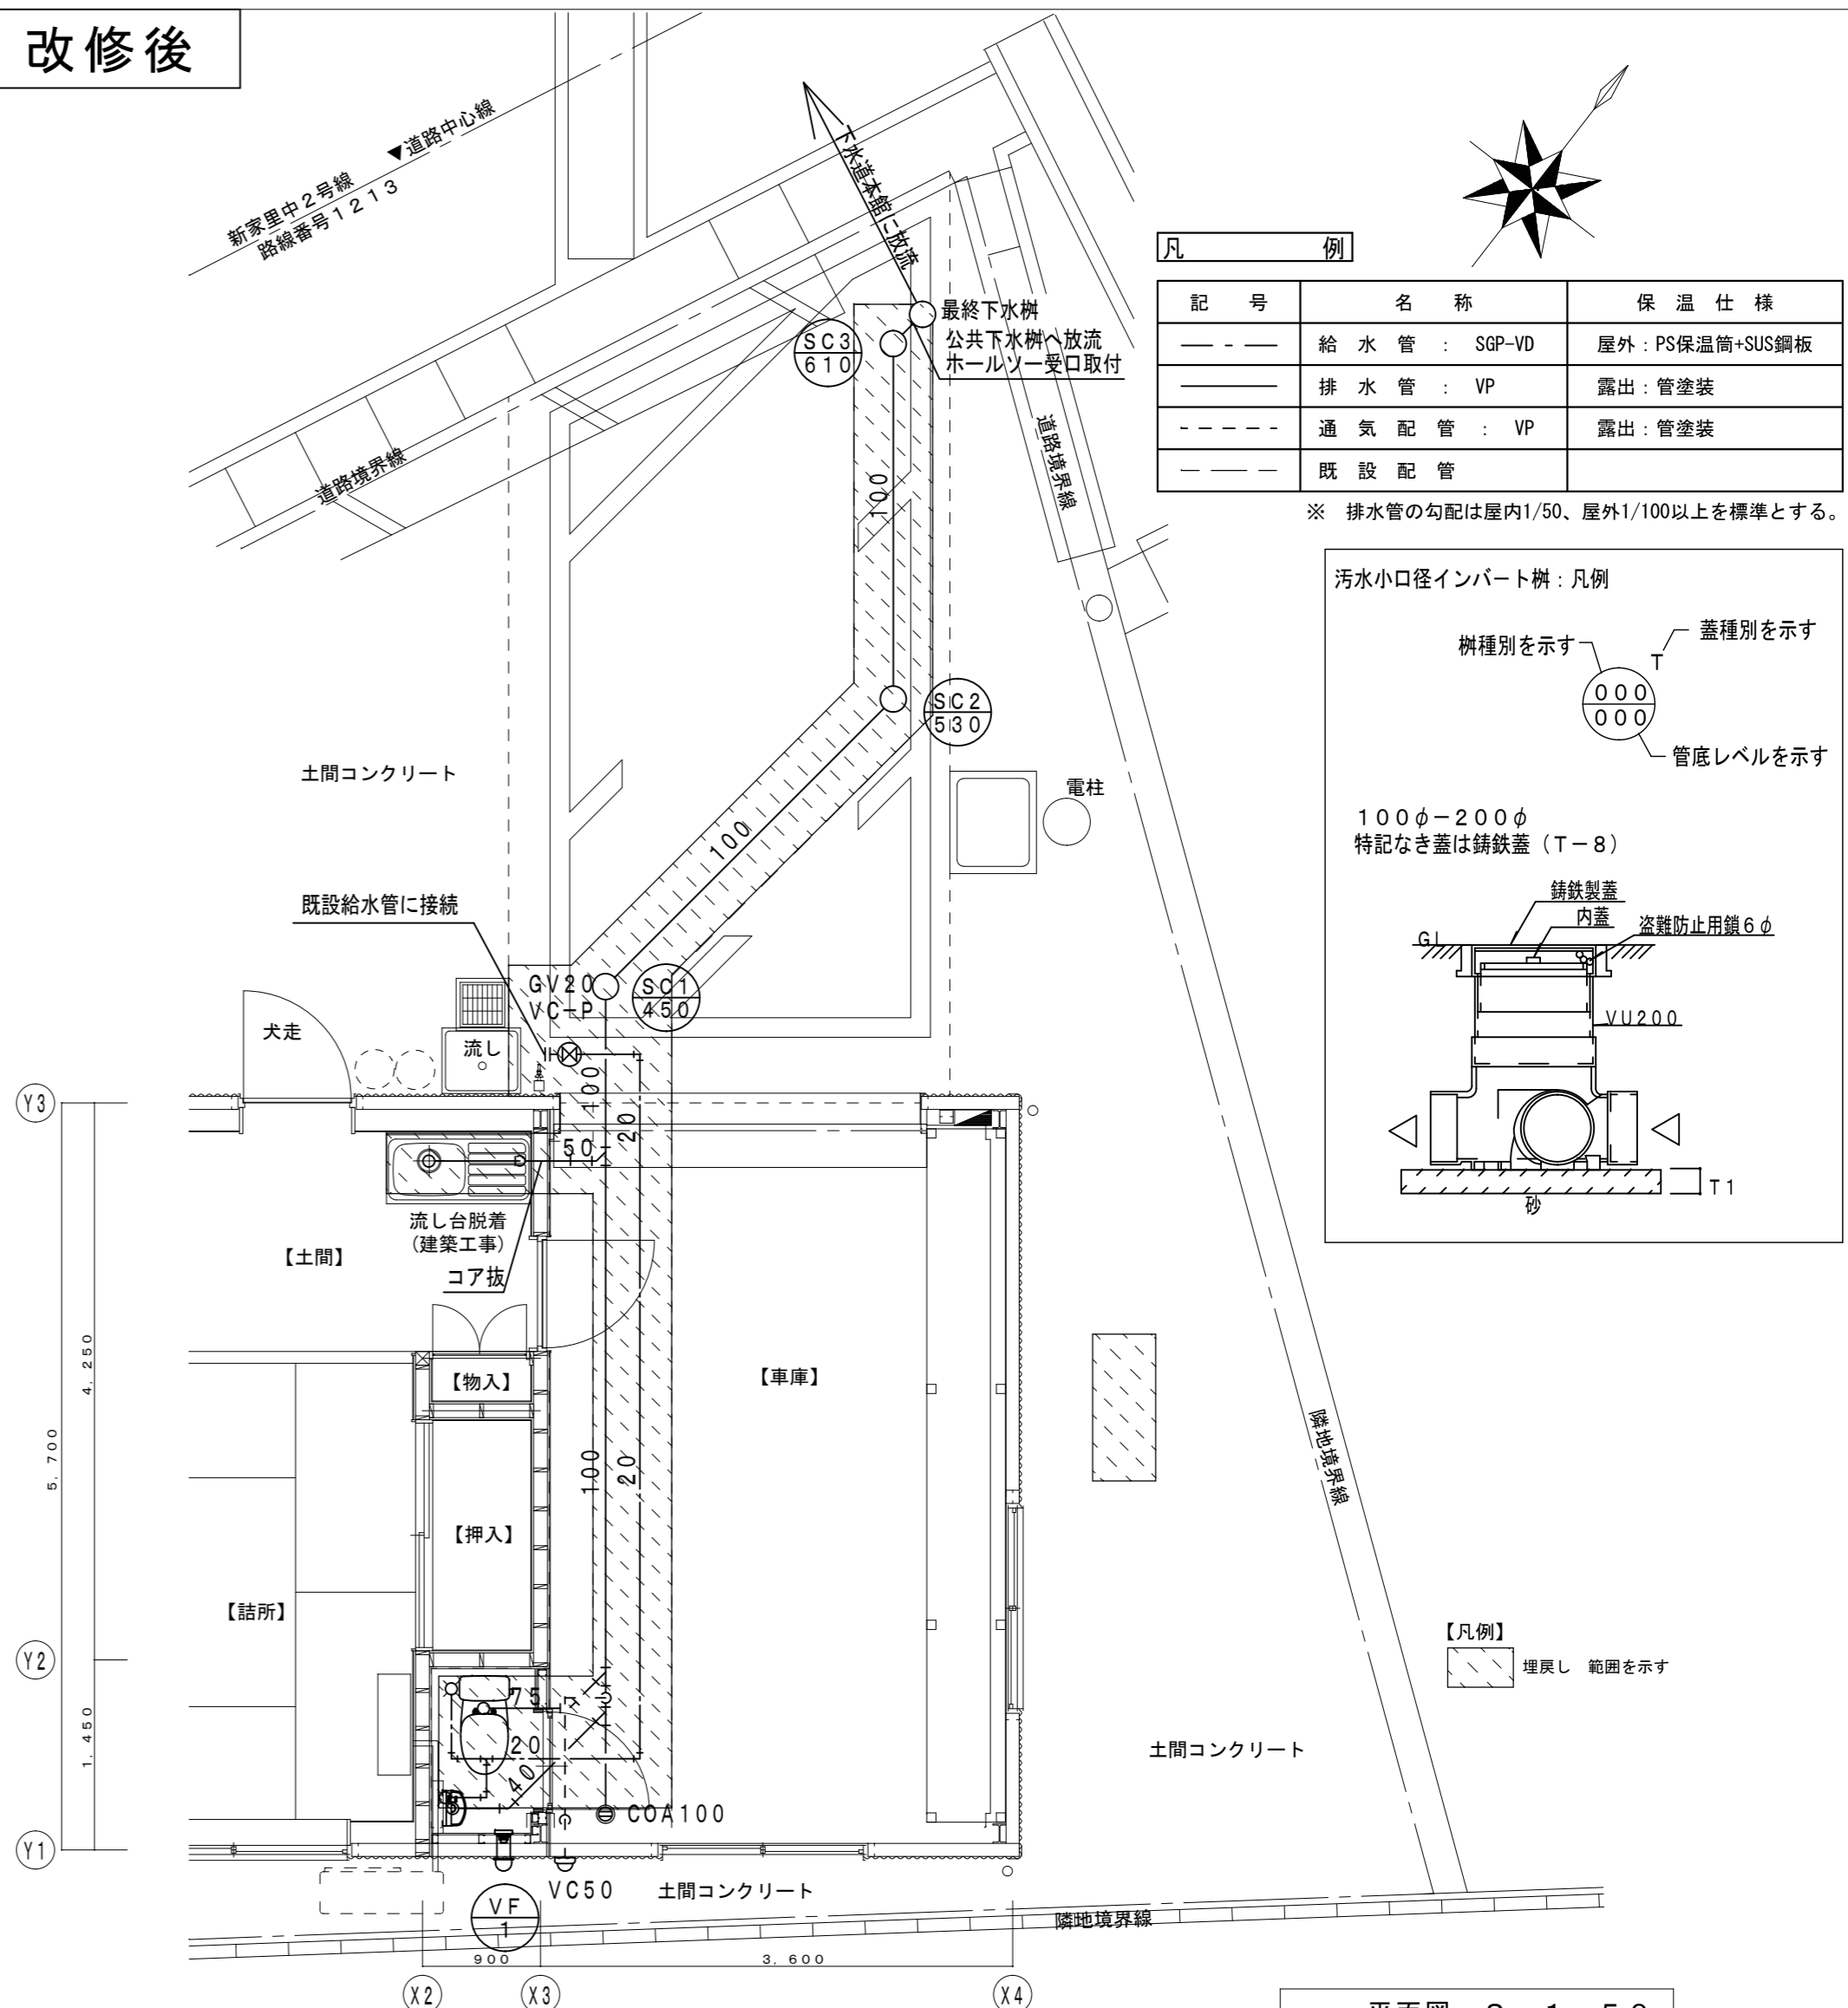 改修後
▼道路中心線
新家里中２号線
路線番号１２１３
下水道本館に放流
最終下水桝
公共下水桝へ放流
ホールソー受口取付
SC3
610
道路境界線
道路境界線
100
凡　例
記　号　名　称　保　温　仕　様
給　水　管　：　SGP-VD　屋外：PS保温筒+SUS鋼板
排　水　管　：　VP　露出：管塗装
通　気　配　管　：　VP　露出：管塗装
既　設　配　管
※　排水管の勾配は屋内1/50、屋外1/100以上を標準とする。
汚水小口径インバート桝：凡例
桝種別を示す
T
蓋種別を示す
000
000
管底レベルを示す
１００φ－２００φ
特記なき蓋は鋳鉄蓋（Ｔ－８）
鋳鉄製蓋
内蓋
盗難防止用鎖６φ
GL
VU200
T1
砂
SC2
530
土間コンクリート
電柱
100
既設給水管に接続
GV20
VC-P
SC1
450
犬走
流し
100
20
50
Y3
流し台脱着
(建築工事)
コア抜
【土間】
4,250
5,700
【物入】
【車庫】
100
20
【押入】
隣地境界線
【詰所】
Y2
【凡例】
埋戻し　範囲を示す
75
20
40
1,450
土間コンクリート
COA100
Y1
VC50
土間コンクリート
VF
1
隣地境界線
900
3,600
X2
X3
X4